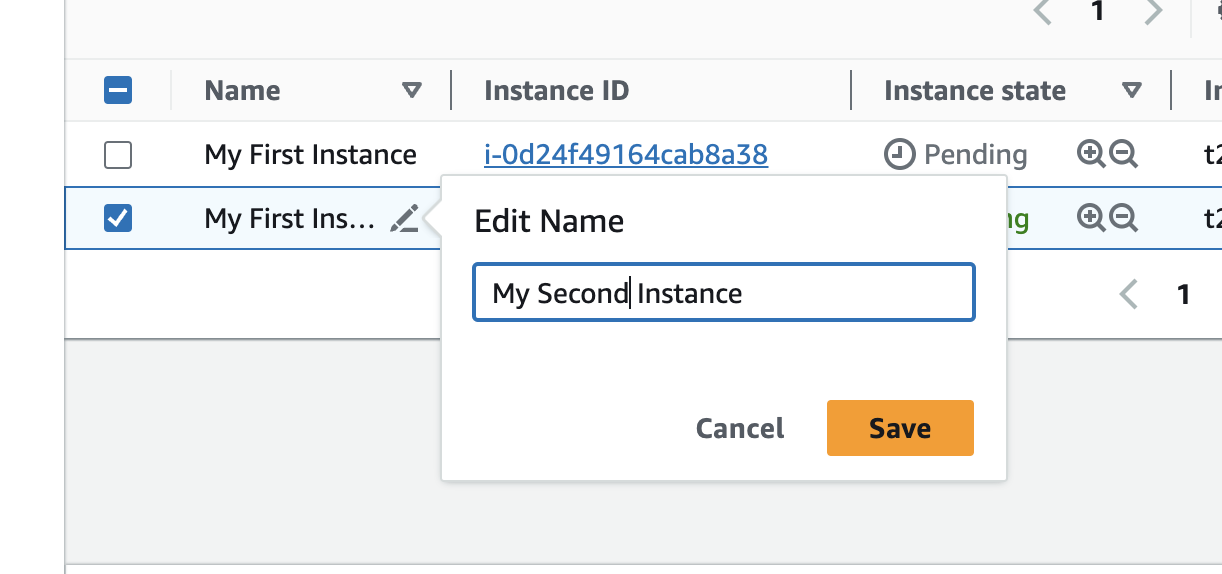 1
Name Instance ID Instance state
My First Instance i-0d24f49164cab8a38 Pending t2
My First Ins... ng t2
Edit Name
My Second Instance
1
Cancel Save